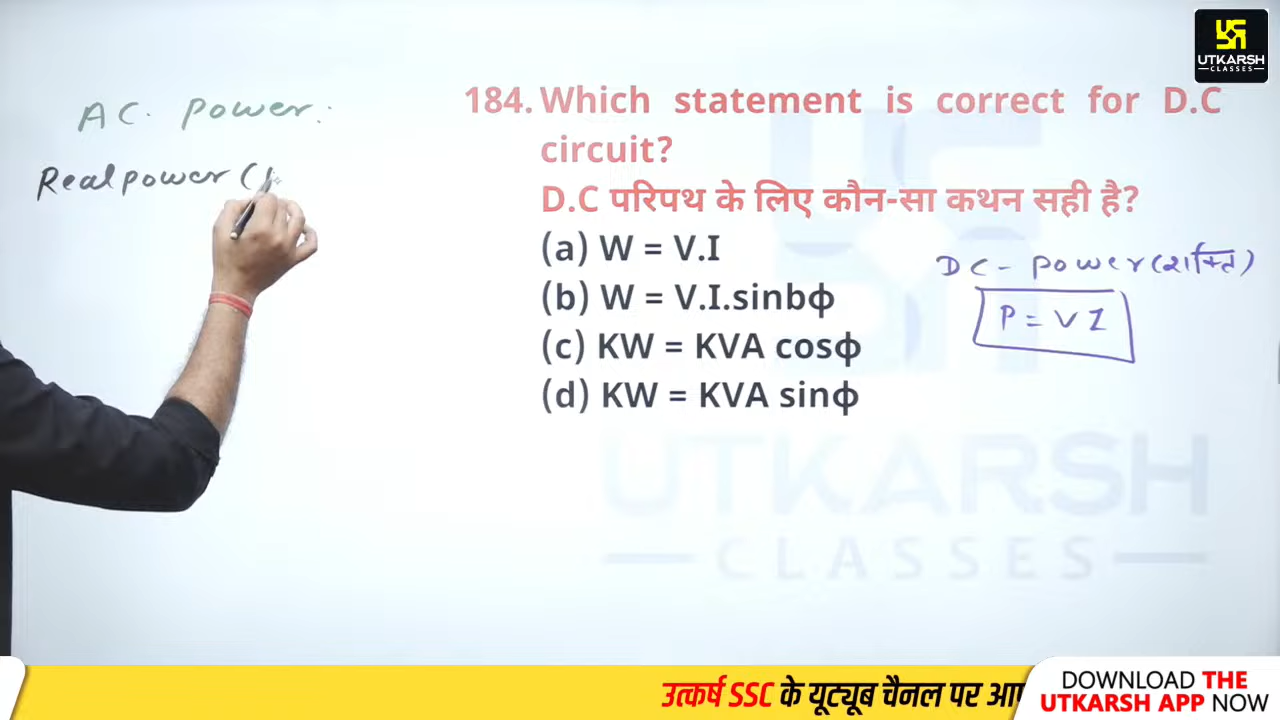 UTKARSH
CLASSES
AC. Power:
Real power (
184. Which statement is correct for D.C
circuit?
D.C परिपथ के लिए कौन-सा कथन सही है?
(a) W = V.I
(b) W = V.I.sinbφ
(c) KW = KVA cosφ
(d) KW = KVA sinφ
DC - Power (शक्ति)
P = VI
UTKARSH
CLASSES
उत्कर्ष SSC के यूट्यूब चैनल पर
DOWNLOAD THE
UTKARSH APP NOW